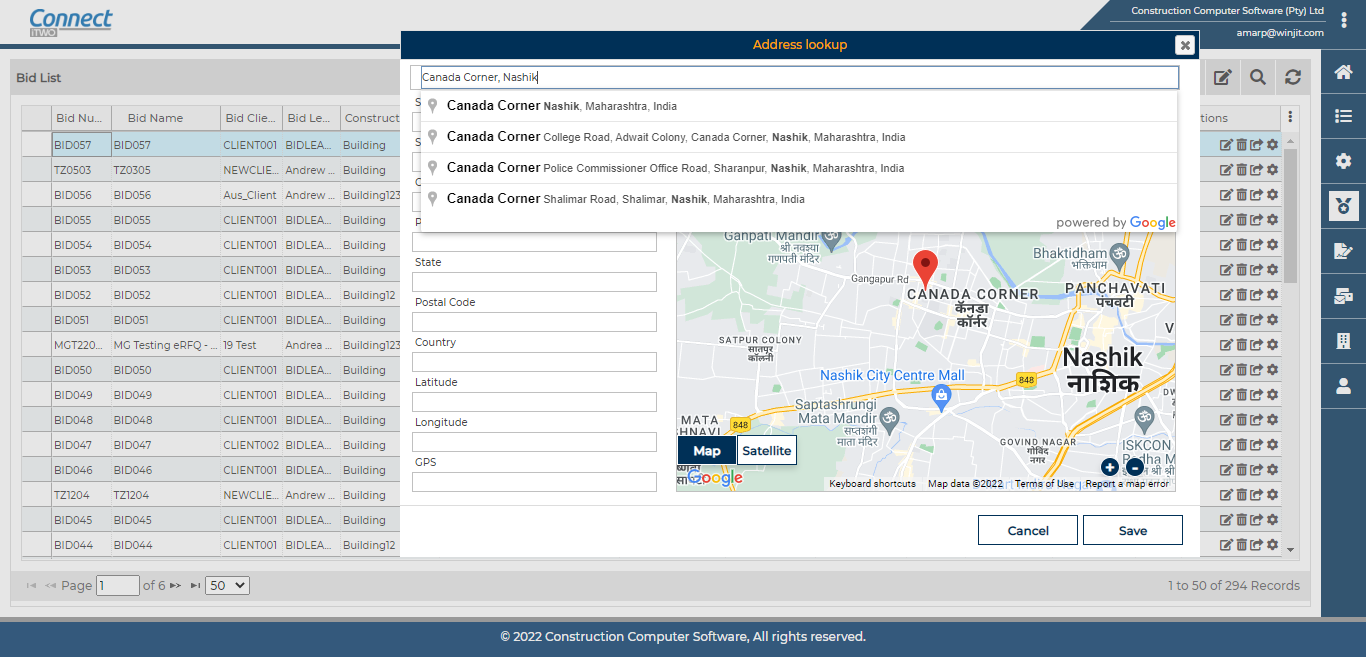 Connect
iTWO
Construction Computer Software (Pty) Ltd
amarp@winjit.com
Address lookup
Bid List
Canada Corner, Nashik
Canada Corner Nashik, Maharashtra, India
Canada Corner College Road, Adwait Colony, Canada Corner, Nashik, Maharashtra, India
Canada Corner Police Commissioner Office Road, Sharanpur, Nashik, Maharashtra, India
Canada Corner Shalimar Road, Shalimar, Nashik, Maharashtra, India
powered by Google
State
Postal Code
Country
Latitude
Longitude
GPS
Ganpati Mandir
श्री नवश्या
गणपती मंदिर
Gangapur Rd
Bhaktidham
भक्तिधाम
CANADA CORNER
कॅनडा
कॉर्नर
PANCHAVATI
पंचवटी
SATPUR COLONY
सातपूर
कॉलनी
Nashik
नाशिक
Nashik City Centre Mall
848
Saptashrungi
Mata Mandir
सप्तशृंगी
माता मंदिर
MATA
848
GOVIND NAGAR
गोविंद
नगर
ISKCON
Map
Satellite
+
-
Google
Keyboard shortcuts
Map data ©2022
Terms of Use
Report a map error
Cancel
Save
Bid Nu... Bid Name Bid Clie... Bid Le... Construct tions
BID057 BID057 CLIENT001 BIDLEA... Building
TZ0503 TZ0305 NEWCLIE... Andrew ... Building
BID056 BID056 Aus_Client Andrew ... Building123
BID055 BID055 CLIENT001 BIDLEA... Building
BID054 BID054 CLIENT001 BIDLEA... Building
BID053 BID053 CLIENT001 BIDLEA... Building
BID052 BID052 CLIENT001 BIDLEA... Building12
BID051 BID051 CLIENT001 BIDLEA... Building
MGT220... MG Testing eRFQ - ... 19 Test Andrea ... Building123
BID050 BID050 CLIENT001 BIDLEA... Building
BID049 BID049 CLIENT001 BIDLEA... Building
BID048 BID048 CLIENT001 BIDLEA... Building
BID047 BID047 CLIENT002 BIDLEA... Building
BID046 BID046 CLIENT001 BIDLEA... Building
TZ1204 TZ1204 NEWCLIE... Andrew ... Building
BID045 BID045 CLIENT001 BIDLEA... Building
BID044 BID044 CLIENT001 BIDLEA... Building12
Page 1 of 6 50
1 to 50 of 294 Records
© 2022 Construction Computer Software, All rights reserved.